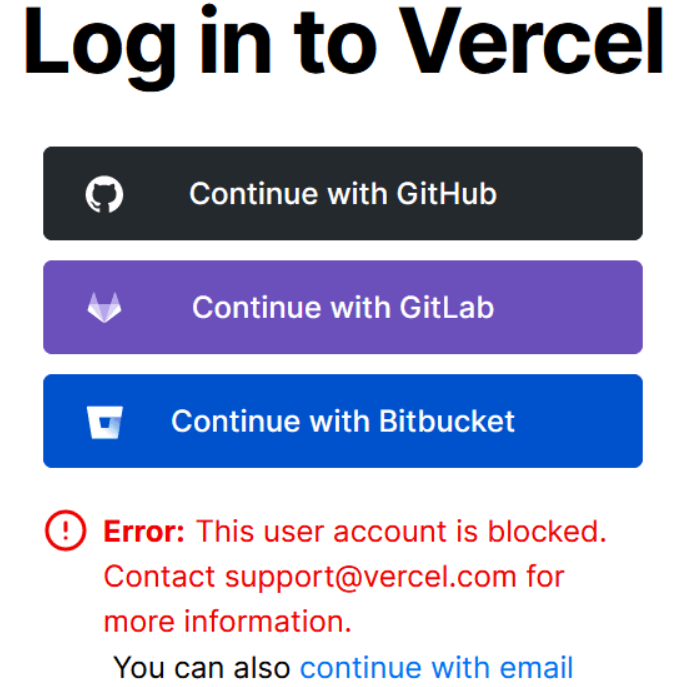 Log in to Vercel
Continue with GitHub
Continue with GitLab
Continue with Bitbucket
Error: This user account is blocked.
Contact support@vercel.com for
more information.
You can also continue with email